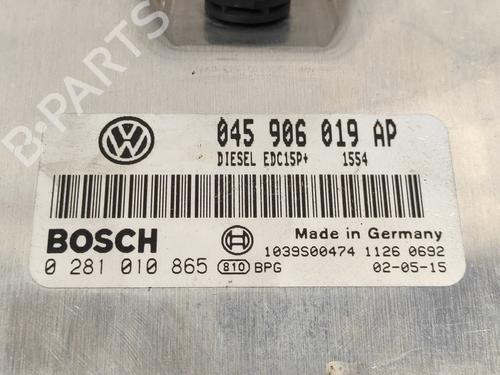 B-PARTS
045 906 019 AP
DIESEL EDC15P+ 1554
BOSCH
Made in Germany
1039S00474 1126 0692
0 281 010 865 810 BPG 02-05-15